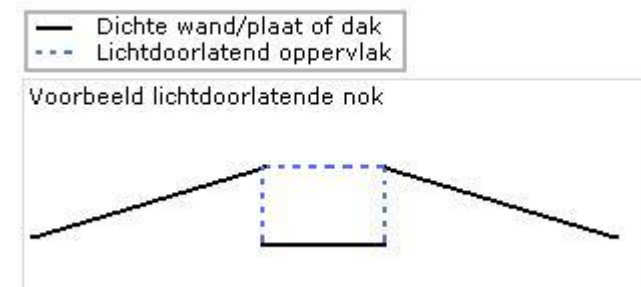 Dichte wand/plaat of dak
Lichtdoorlatend oppervlak
Voorbeeld lichtdoorlatende nok